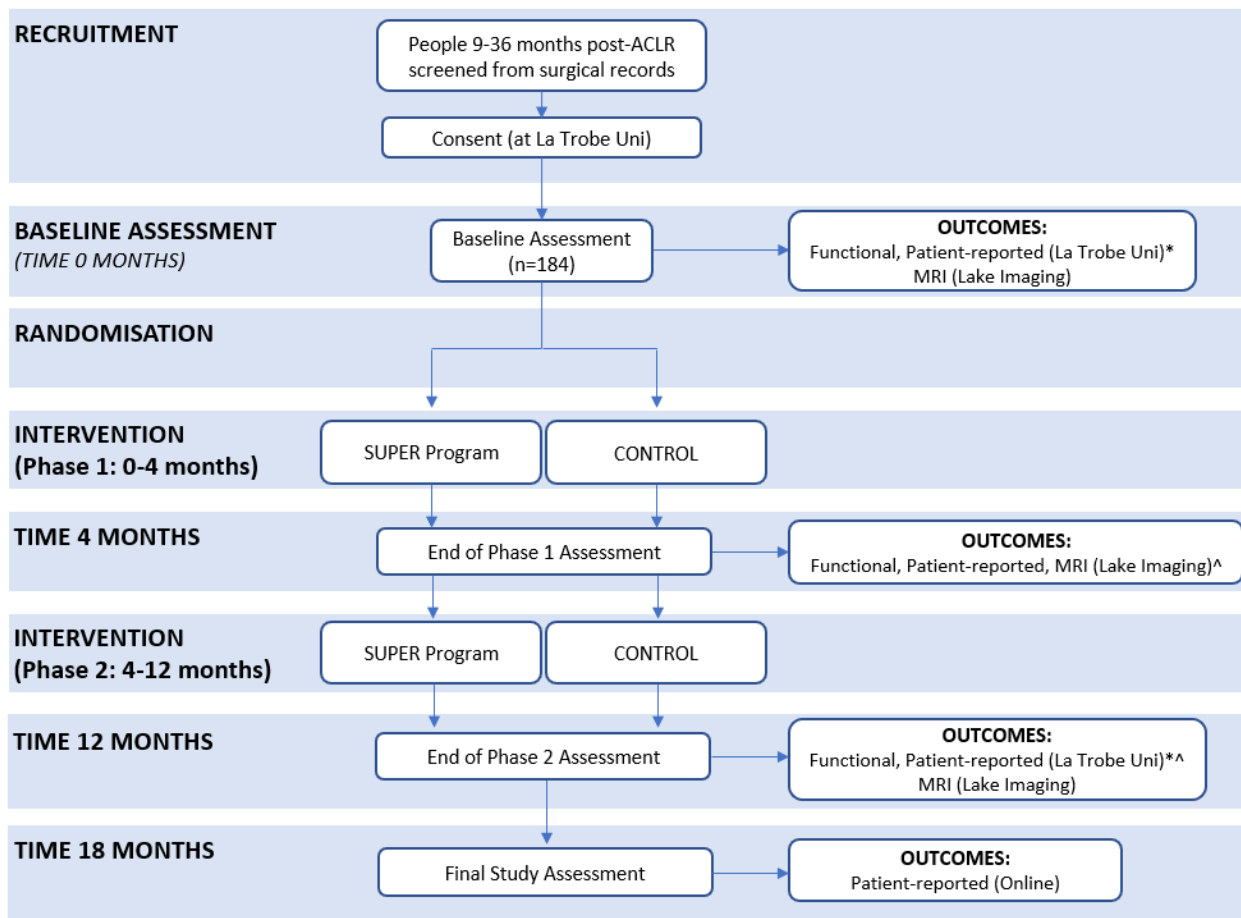 RECRUITMENT
People 9-36 months post-ACLR
screened from surgical records
Consent (at La Trobe Uni)
BASELINE ASSESSMENT
(TIME 0 MONTHS)
Baseline Assessment
(n=184)
OUTCOMES:
Functional, Patient-reported (La Trobe Uni)*
MRI (Lake Imaging)
RANDOMISATION
INTERVENTION
(Phase 1: 0-4 months)
SUPER Program
CONTROL
TIME 4 MONTHS
End of Phase 1 Assessment
OUTCOMES:
Functional, Patient-reported, MRI (Lake Imaging)^
INTERVENTION
(Phase 2: 4-12 months)
SUPER Program
CONTROL
TIME 12 MONTHS
End of Phase 2 Assessment
OUTCOMES:
Functional, Patient-reported (La Trobe Uni)*^
MRI (Lake Imaging)
TIME 18 MONTHS
Final Study Assessment
OUTCOMES:
Patient-reported (Online)